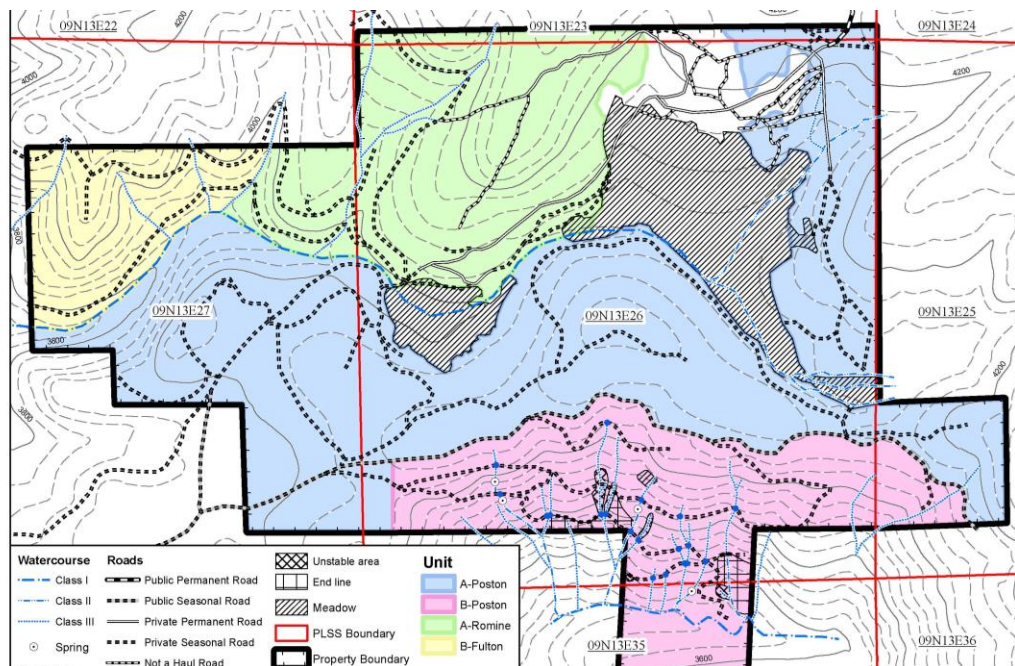 4200
09N13E22
09N13E23
09N13E24
4000
4200
4000
3800
09N13E27
09N13E26
09N13E25
3600
4200
3800
Watercourse
Class I
Class II
Class III
Spring
Roads
Public Permanent Road
Public Seasonal Road
Private Permanent Road
Private Seasonal Road
Not a Haul Road
Unstable area
End line
Meadow
PLSS Boundary
Property Boundary
Unit
A-Poston
B-Poston
A-Romine
B-Fulton
09N13E35
09N13E36
3600